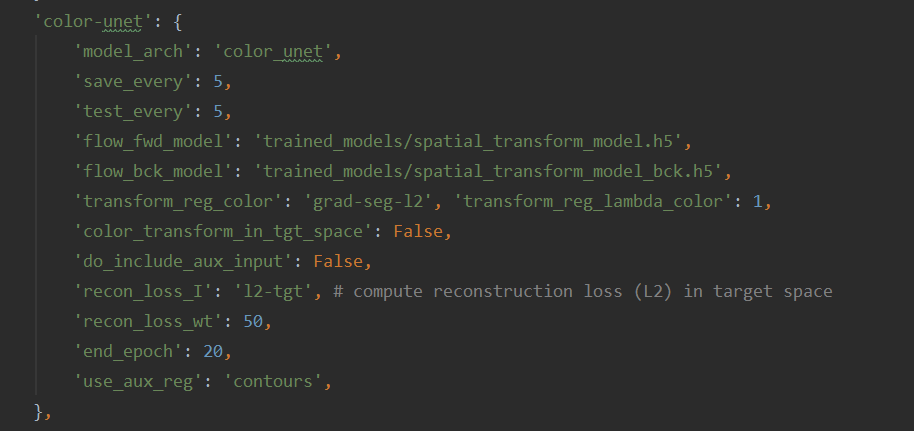 'color-unet': {
    'model_arch': 'color_unet',
    'save_every': 5,
    'test_every': 5,
    'flow_fwd_model': 'trained_models/spatial_transform_model.h5',
    'flow_bck_model': 'trained_models/spatial_transform_model_bck.h5',
    'transform_reg_color': 'grad-seg-l2', 'transform_reg_lambda_color': 1,
    'color_transform_in_tgt_space': False,
    'do_include_aux_input': False,
    'recon_loss_I': 'l2-tgt', # compute reconstruction loss (L2) in target space
    'recon_loss_wt': 50,
    'end_epoch': 20,
    'use_aux_reg': 'contours',
},